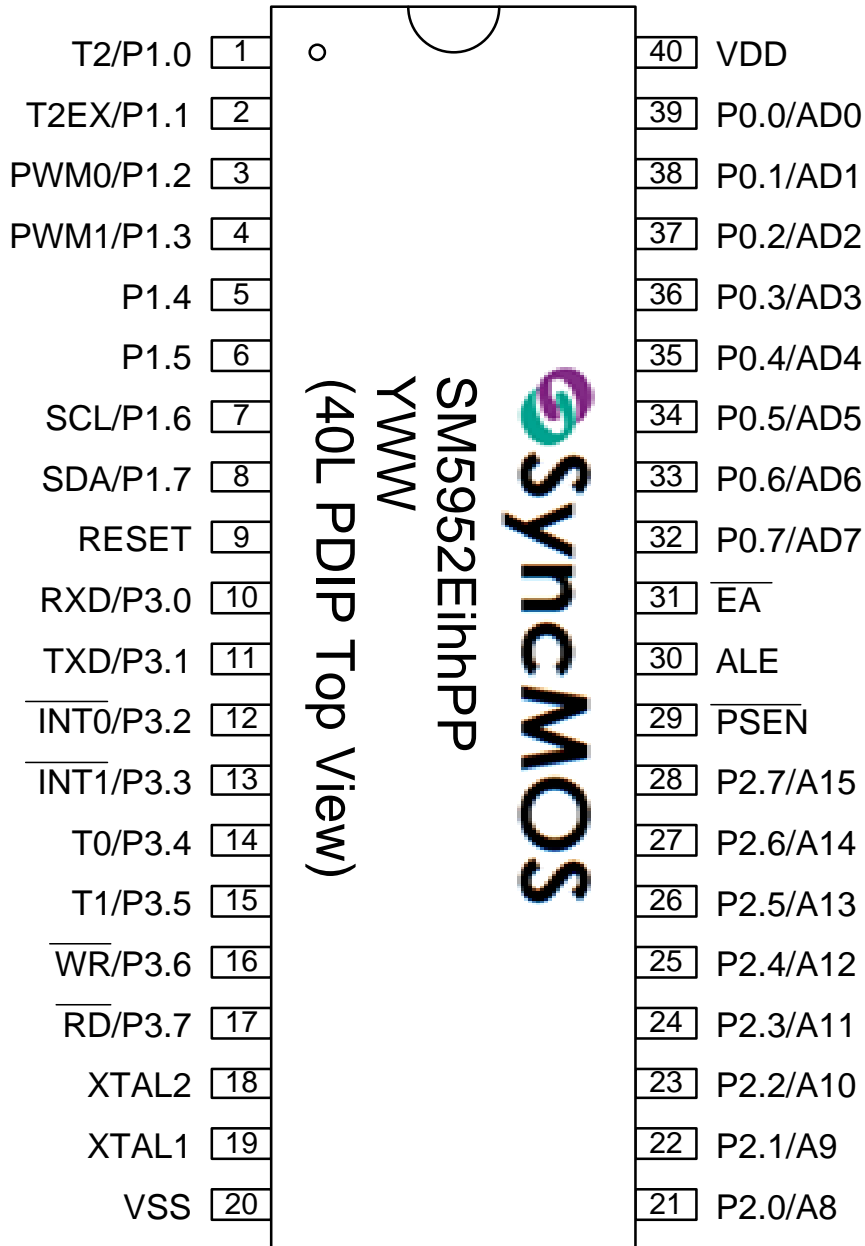 T2/P1.0 1
T2EX/P1.1 2
PWM0/P1.2 3
PWM1/P1.3 4
P1.4 5
P1.5 6
SCL/P1.6 7
SDA/P1.7 8
RESET 9
RXD/P3.0 10
TXD/P3.1 11
INT0/P3.2 12
INT1/P3.3 13
T0/P3.4 14
T1/P3.5 15
WR/P3.6 16
RD/P3.7 17
XTAL2 18
XTAL1 19
VSS 20
SyncMOS
SM5952EihhPP
YWW
(40L PDIP Top View)
40 VDD
39 P0.0/AD0
38 P0.1/AD1
37 P0.2/AD2
36 P0.3/AD3
35 P0.4/AD4
34 P0.5/AD5
33 P0.6/AD6
32 P0.7/AD7
31 EA
30 ALE
29 PSEN
28 P2.7/A15
27 P2.6/A14
26 P2.5/A13
25 P2.4/A12
24 P2.3/A11
23 P2.2/A10
22 P2.1/A9
21 P2.0/A8